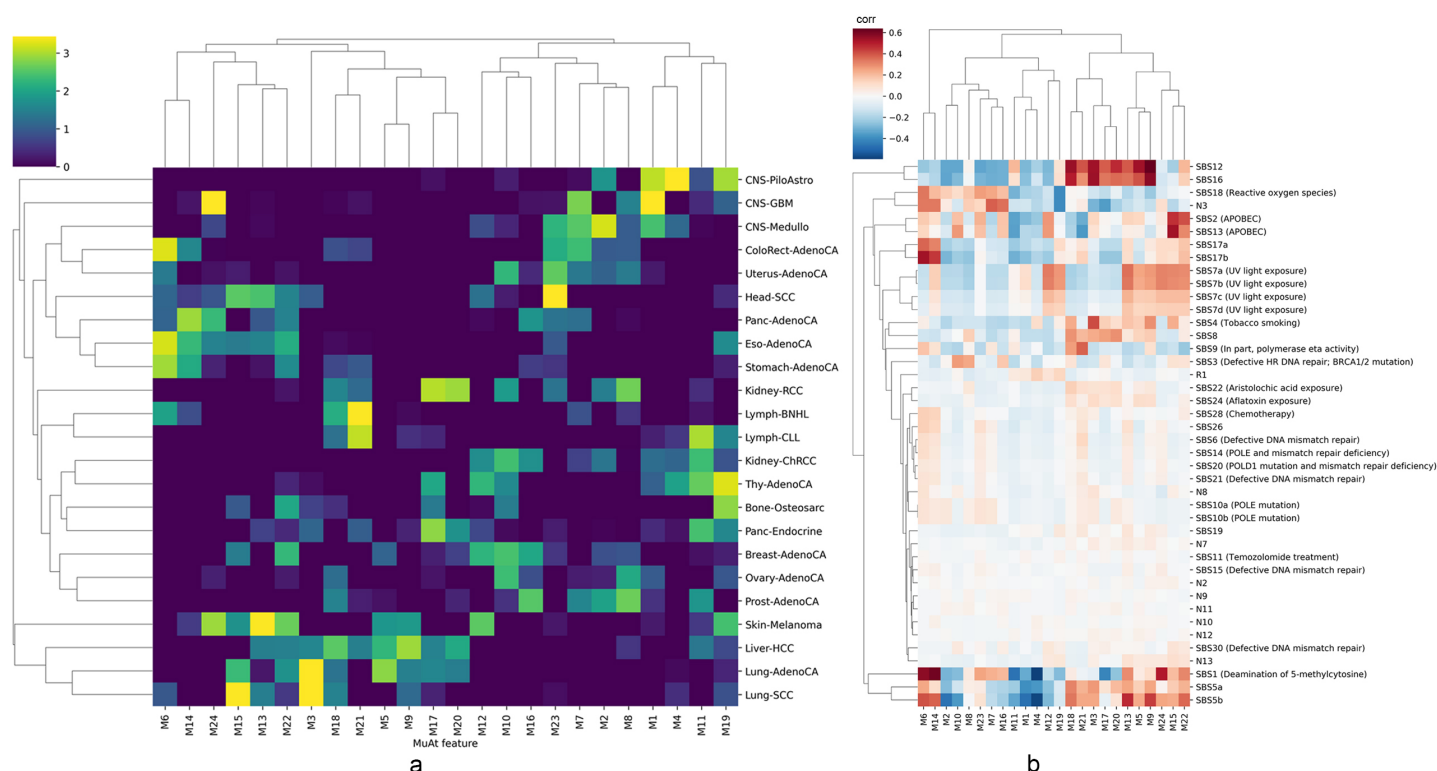 3
2
1
0
CNS-PiloAstro
CNS-GBM
CNS-Medullo
ColoRect-AdenoCA
Uterus-AdenoCA
Head-SCC
Panc-AdenoCA
Eso-AdenoCA
Stomach-AdenoCA
Kidney-RCC
Lymph-BNHL
Lymph-CLL
Kidney-ChRCC
Thy-AdenoCA
Bone-Osteosarc
Panc-Endocrine
Breast-AdenoCA
Ovary-AdenoCA
Prost-AdenoCA
Skin-Melanoma
Liver-HCC
Lung-AdenoCA
Lung-SCC
M6 M14 M24 M15 M13 M22 M3 M18 M21 M5 M9 M17 M20 M12 M10 M16 M23 M7 M2 M8 M1 M4 M11 M19
MuAt feature
a
corr
0.6
0.4
0.2
0.0
−0.2
−0.4
SBS12
SBS16
SBS18 (Reactive oxygen species)
N3
SBS2 (APOBEC)
SBS13 (APOBEC)
SBS17a
SBS17b
SBS7a (UV light exposure)
SBS7b (UV light exposure)
SBS7c (UV light exposure)
SBS7d (UV light exposure)
SBS4 (Tobacco smoking)
SBS8
SBS9 (In part, polymerse eta activity)
SBS3 (Defective HR DNA repair; BRCA1/2 mutation)
R1
SBS22 (Aristolochic acid exposure)
SBS24 (Aflatoxin exposure)
SBS28 (Chemotherapy)
SBS26
SBS6 (Defective DNA mismatch repair)
SBS14 (POLE and mismatch repair deficiency)
SBS20 (POLD1 mutation and mismatch repair deficiency)
SBS21 (Defective DNA mismatch repair)
N8
SBS10a (POLE mutation)
SBS10b (POLE mutation)
SBS19
N7
SBS11 (Temozolomide treatment)
SBS15 (Defective DNA mismatch repair)
N2
N9
N11
N10
N12
SBS30 (Defective DNA mismatch repair)
N13
SBS1 (Deamination of 5-methylcytosine)
SBS5a
SBS5b
M6 M14 M2 M10 M8 M23 M7 M16 M11 M1 M4 M12 M19 M18 M21 M3 M17 M20 M13 M5 M9 M24 M15 M22
b